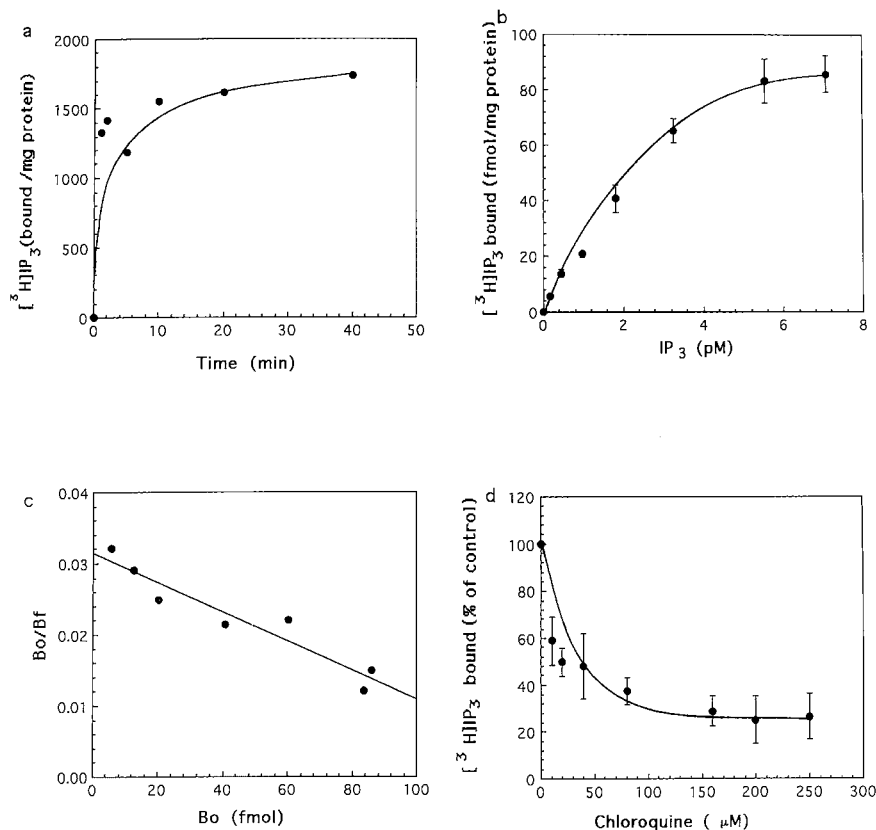 a
[³H]IP₃(bound /mg protein)
2000
1500
1000
500
0
0 10 20 30 40 50
Time (min)
b
[³H]IP₃ bound (fmol/mg protein)
100
80
60
40
20
0
0 2 4 6 8
IP₃ (pM)
c
Bo/Bf
0.04
0.03
0.02
0.01
0.00
0 20 40 60 80 100
Bo (fmol)
d
[³H]IP₃ bound (% of control)
120
100
80
60
40
20
0
0 50 100 150 200 250 300
Chloroquine ( μM)